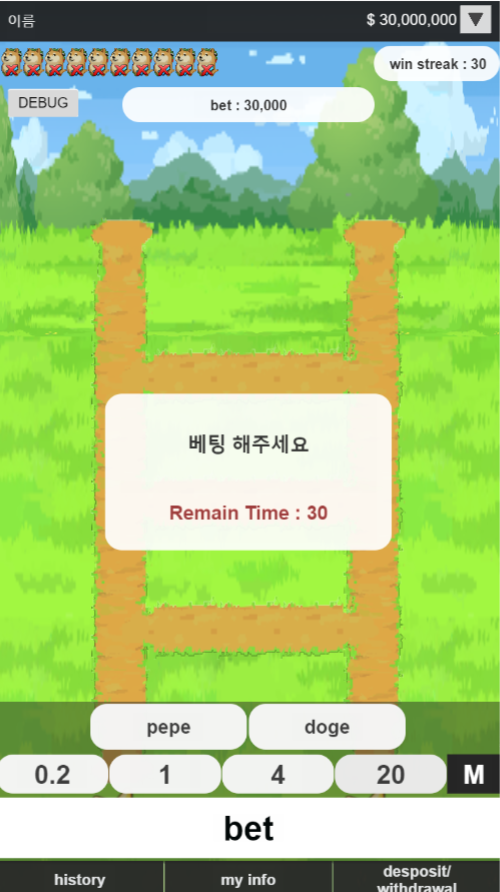 이름
$ 30,000,000 ▼
win streak : 30
DEBUG
bet : 30,000
베팅 해주세요
Remain Time : 30
pepe
doge
0.2
1
4
20
M
bet
history
my info
desposit/
withdrawal